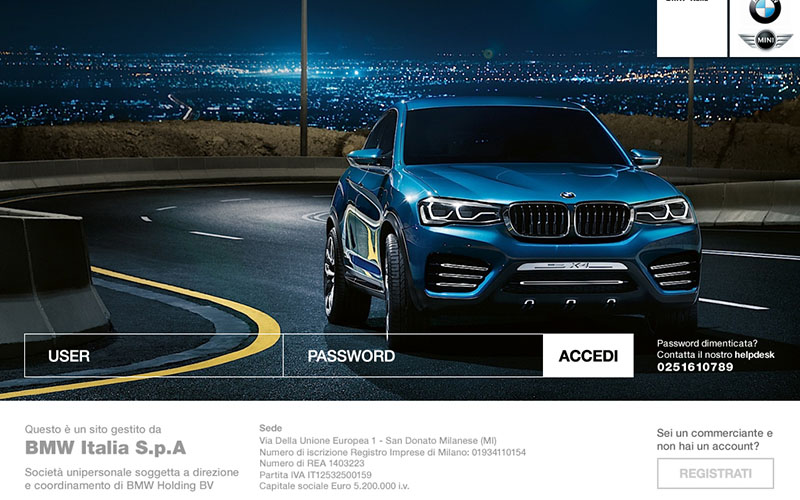 BMW
MINI
X4
USER
PASSWORD
ACCEDI
Password dimenticata?
Contatta il nostro helpdesk
0251610789
Questo è un sito gestito da
BMW Italia S.p.A
Società unipersonale soggetta a direzione
e coordinamento di BMW Holding BV
Sede
Via Della Unione Europea 1 - San Donato Milanese (MI)
Numero di iscrizione Registro Imprese di Milano: 01934110154
Numero di REA 1403223
Partita IVA IT12532500159
Capitale sociale Euro 5.200.000 i.v.
Sei un commerciante e
non hai un account?
REGISTRATI